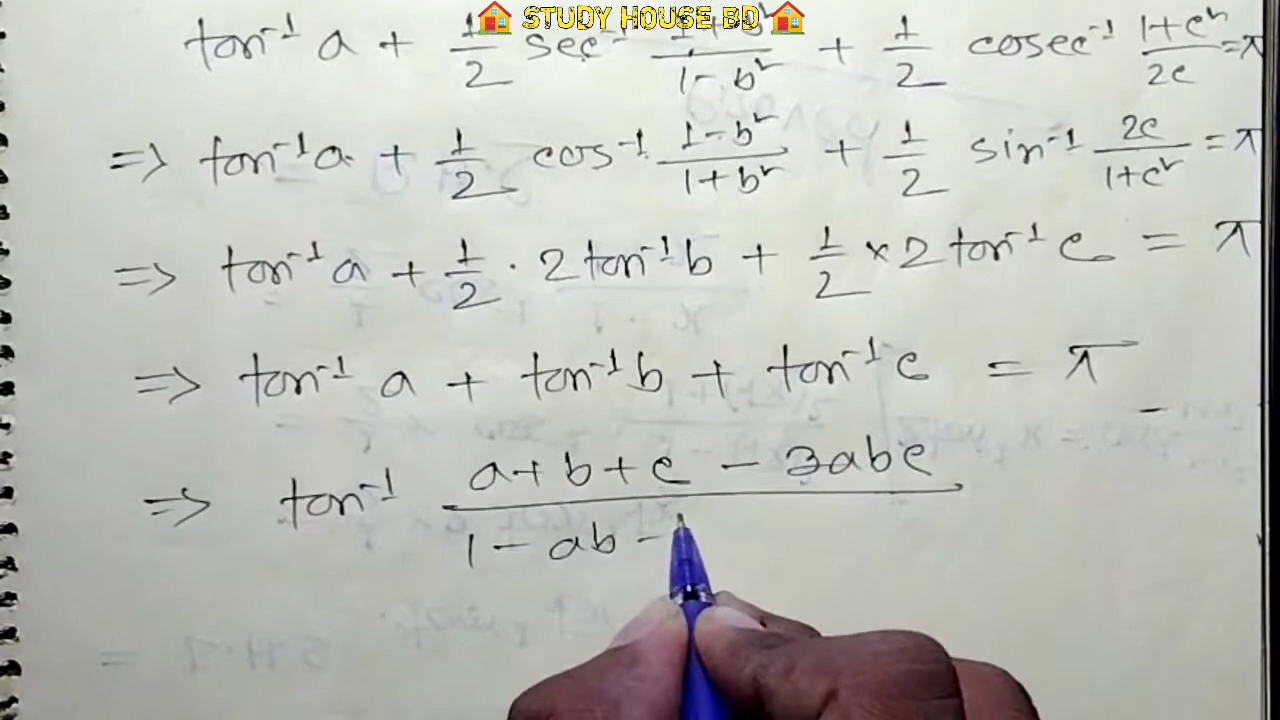 🏠 STUDY HOUSE BD 🏠
tan⁻¹ a + 1/2 sec⁻¹ (1+b²)/(1-b²) + 1/2 cosec⁻¹ (1+c²)/(2c) = π
=> tan⁻¹ a + 1/2 cos⁻¹ (1-b²)/(1+b²) + 1/2 sin⁻¹ (2c)/(1+c²) = π
=> tan⁻¹ a + 1/2 · 2 tan⁻¹ b + 1/2 × 2 tan⁻¹ c = π
=> tan⁻¹ a + tan⁻¹ b + tan⁻¹ c = π
=> tan⁻¹ (a+b+c - 3abc)/(1 - ab -